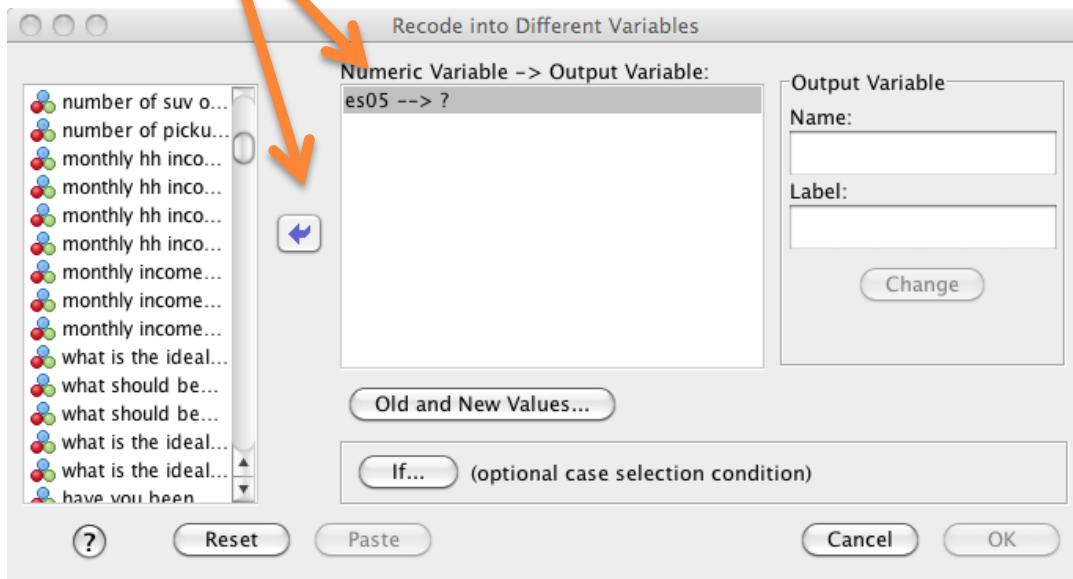 Recode into Different Variables
number of suv o...
number of picku...
monthly hh inco...
monthly hh inco...
monthly hh inco...
monthly hh inco...
monthly income...
monthly income...
monthly income...
what is the ideal...
what should be...
what should be...
what is the ideal...
what is the ideal...
have you been
Numeric Variable -> Output Variable:
es05 --> ?
Old and New Values...
If... (optional case selection condition)
Output Variable
Name:
Label:
Change
? Reset Paste Cancel OK